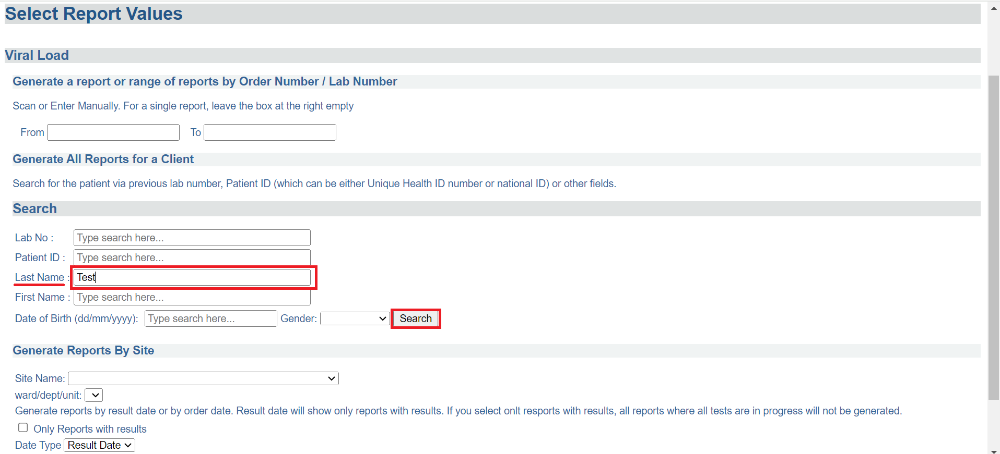 Select Report Values
Viral Load
Generate a report or range of reports by Order Number / Lab Number
Scan or Enter Manually. For a single report, leave the box at the right empty
From To
Generate All Reports for a Client
Search for the patient via previous lab number, Patient ID (which can be either Unique Health ID number or national ID) or other fields.
Search
Lab No : Type search here...
Patient ID : Type search here...
Last Name : Test
First Name : Type search here...
Date of Birth (dd/mm/yyyy): Type search here... Gender: Search
Generate Reports By Site
Site Name:
ward/dept/unit:
Generate reports by result date or by order date. Result date will show only reports with results. If you select onlt resports with results, all reports where all tests are in progress will not be generated.
Only Reports with results
Date Type Result Date